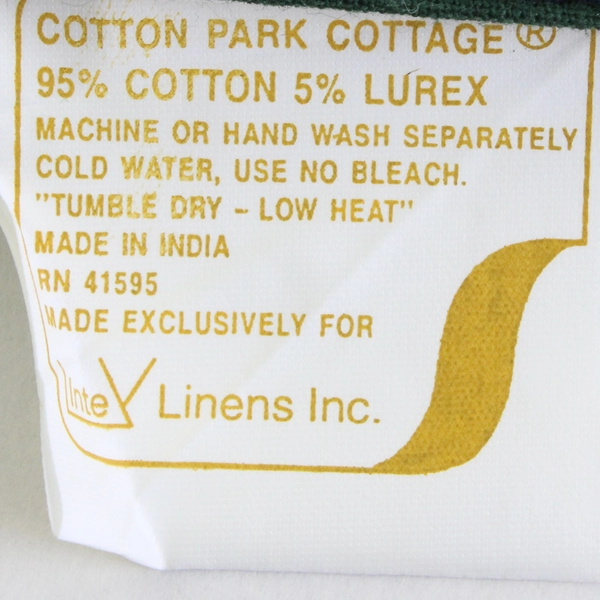 COTTON PARK COTTAGE®
95% COTTON 5% LUREX
MACHINE OR HAND WASH SEPARATELY
COLD WATER, USE NO BLEACH.
"TUMBLE DRY - LOW HEAT"
MADE IN INDIA
RN 41595
MADE EXCLUSIVELY FOR
InteX Linens Inc.